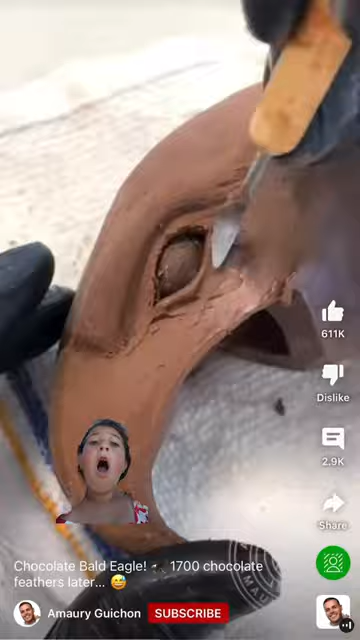 611K
Dislike
2.9K
Share
Chocolate Bald Eagle! 🦅 1700 chocolate
feathers later... 😅
Amaury Guichon
SUBSCRIBE